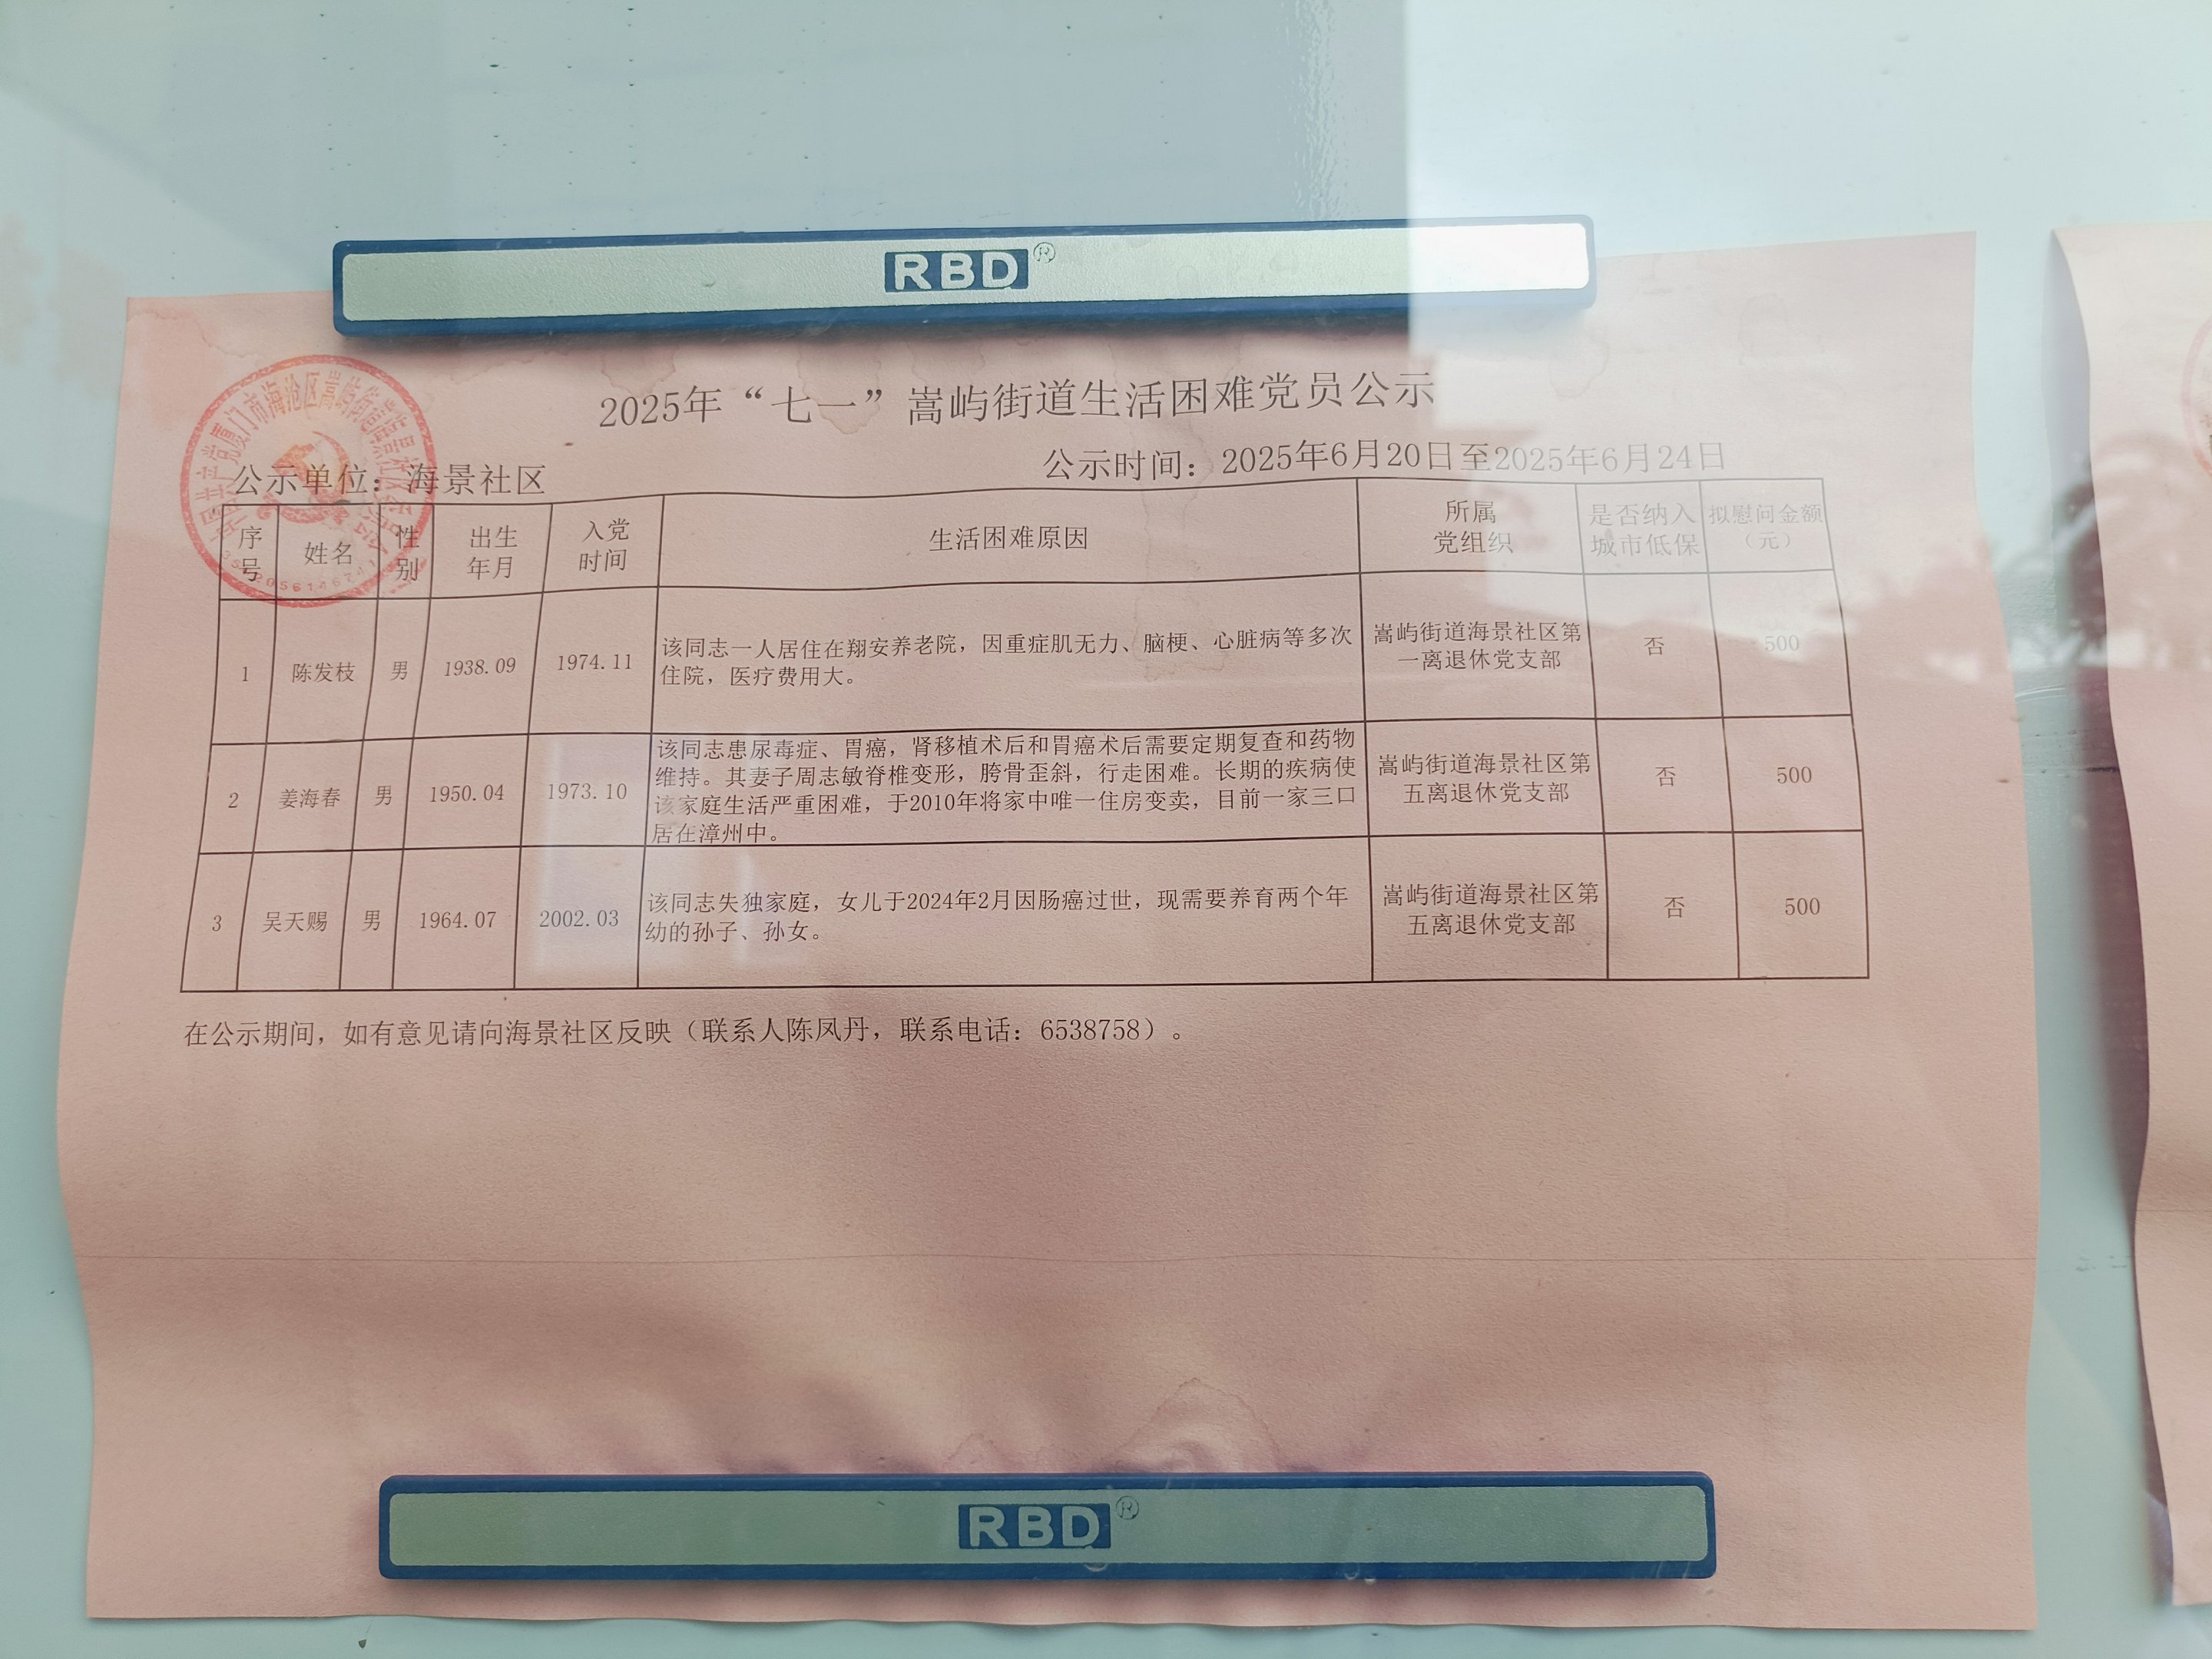 RBD®
2025年“七一”嵩屿街道生活困难党员公示
公示单位：海景社区
公示时间：2025年6月20日至2025年6月24日
序号 姓名 性别 出生年月 入党时间 生活困难原因 所属党组织 是否纳入城市低保 拟慰问金额（元）
1 陈发枝 男 1938.09 1974.11
该同志一人居住在翔安养老院，因重症肌无力、脑梗、心脏病等多次
住院，医疗费用大。
嵩屿街道海景社区第
一离退休党支部
否 500
2 姜海春 男 1950.04 1973.10
该同志患尿毒症、胃癌，肾移植术后和胃癌术后需要定期复查和药物
维持。其妻子周志敏脊椎变形，胯骨歪斜，行走困难。长期的疾病使
该家庭生活严重困难，于2010年将家中唯一住房变卖，目前一家三口
居在漳州中。
嵩屿街道海景社区第
五离退休党支部
否 500
3 吴天赐 男 1964.07 2002.03
该同志失独家庭，女儿于2024年2月因肠癌过世，现需要养育两个年
幼的孙子、孙女。
嵩屿街道海景社区第
五离退休党支部
否 500
在公示期间，如有意见请向海景社区反映（联系人陈凤丹，联系电话：6538758）。
RBD®